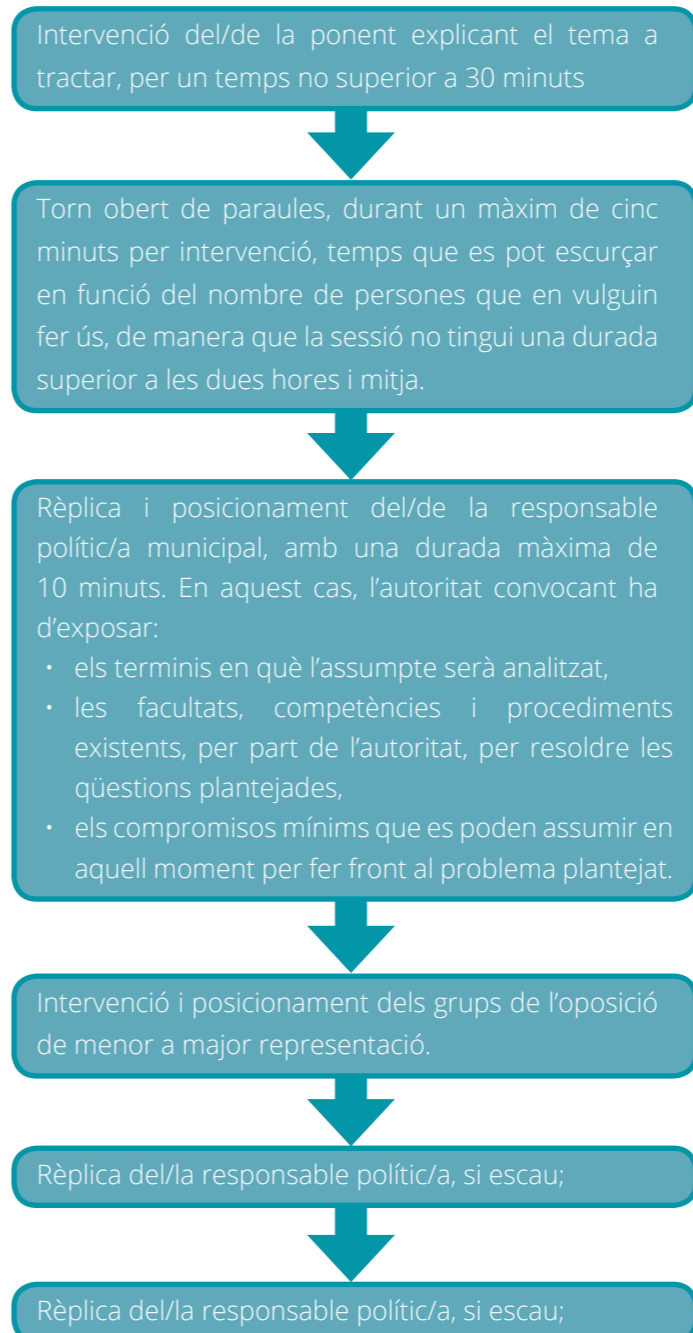 Intervenció del/de la ponent explicant el tema a
tractar, per un temps no superior a 30 minuts
Torn obert de paraules, durant un màxim de cinc
minuts per intervenció, temps que es pot escurçar
en funció del nombre de persones que en vulguin
fer ús, de manera que la sessió no tingui una durada
superior a les dues hores i mitja.
Rèplica i posicionament del/de la responsable
polític/a municipal, amb una durada màxima de
10 minuts. En aquest cas, l’autoritat convocant ha
d’exposar:
• els terminis en què l’assumpte serà analitzat,
• les facultats, competències i procediments
existents, per part de l’autoritat, per resoldre les
qüestions plantejades,
• els compromisos mínims que es poden assumir en
aquell moment per fer front al problema plantejat.
Intervenció i posicionament dels grups de l’oposició
de menor a major representació.
Rèplica del/la responsable polític/a, si escau;
Rèplica del/la responsable polític/a, si escau;